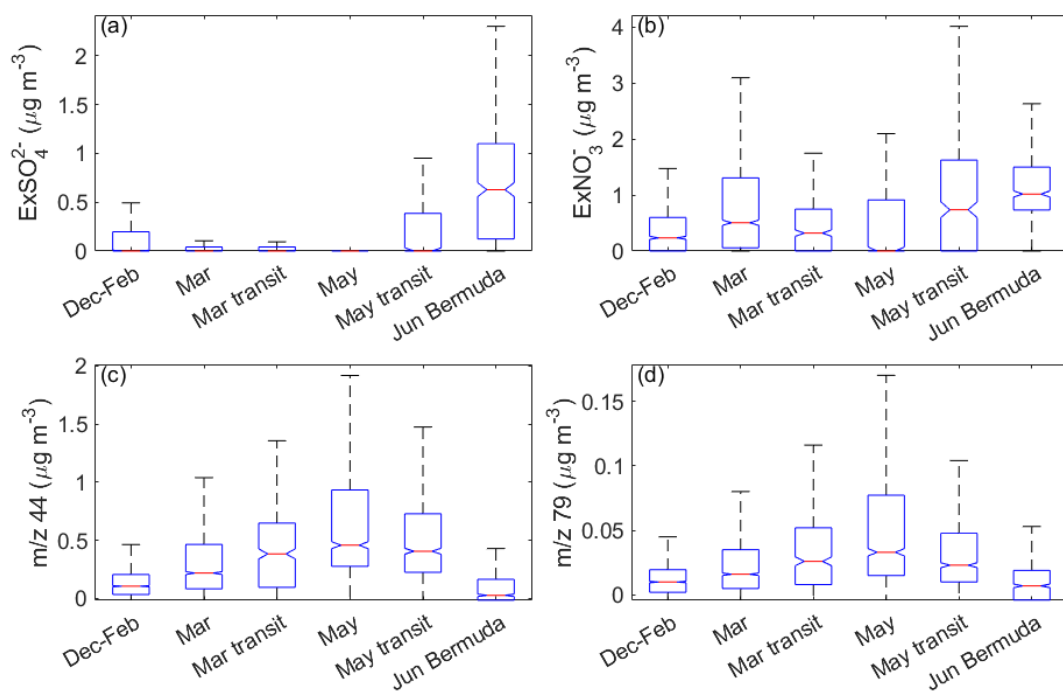 (a)
ExSO₄²⁻ (μg m⁻³)
2
1.5
1
0.5
0
Dec-Feb
Mar
Mar transit
May
May transit
Jun Bermuda
(b)
ExNO₃⁻ (μg m⁻³)
4
3
2
1
0
Dec-Feb
Mar
Mar transit
May
May transit
Jun Bermuda
(c)
m/z 44 (μg m⁻³)
2
1.5
1
0.5
0
Dec-Feb
Mar
Mar transit
May
May transit
Jun Bermuda
(d)
m/z 79 (μg m⁻³)
0.15
0.1
0.05
0
Dec-Feb
Mar
Mar transit
May
May transit
Jun Bermuda